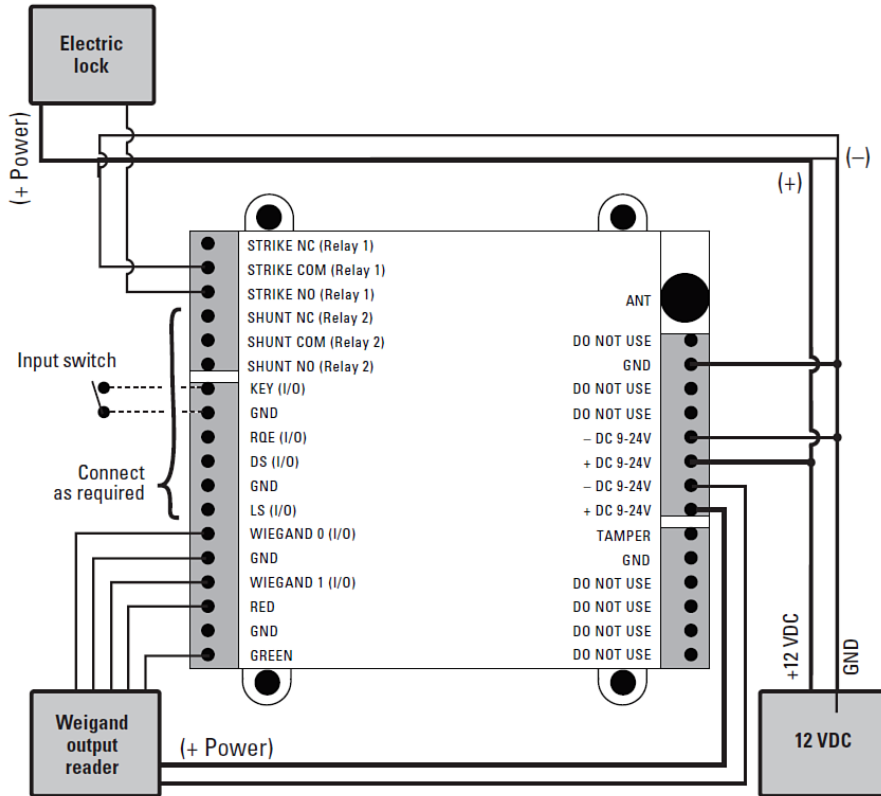 Electric
lock
(+ Power)
(+)
(–)
STRIKE NC (Relay 1)
STRIKE COM (Relay 1)
STRIKE NO (Relay 1)
SHUNT NC (Relay 2)
SHUNT COM (Relay 2)
SHUNT NO (Relay 2)
KEY (I/O)
GND
RQE (I/O)
DS (I/O)
GND
LS (I/O)
WIEGAND 0 (I/O)
GND
WIEGAND 1 (I/O)
RED
GND
GREEN
Input switch
Connect
as required
ANT
DO NOT USE
GND
DO NOT USE
DO NOT USE
– DC 9-24V
+ DC 9-24V
– DC 9-24V
+ DC 9-24V
TAMPER
GND
DO NOT USE
DO NOT USE
DO NOT USE
DO NOT USE
+12 VDC
GND
Weigand
output
reader
(+ Power)
12 VDC